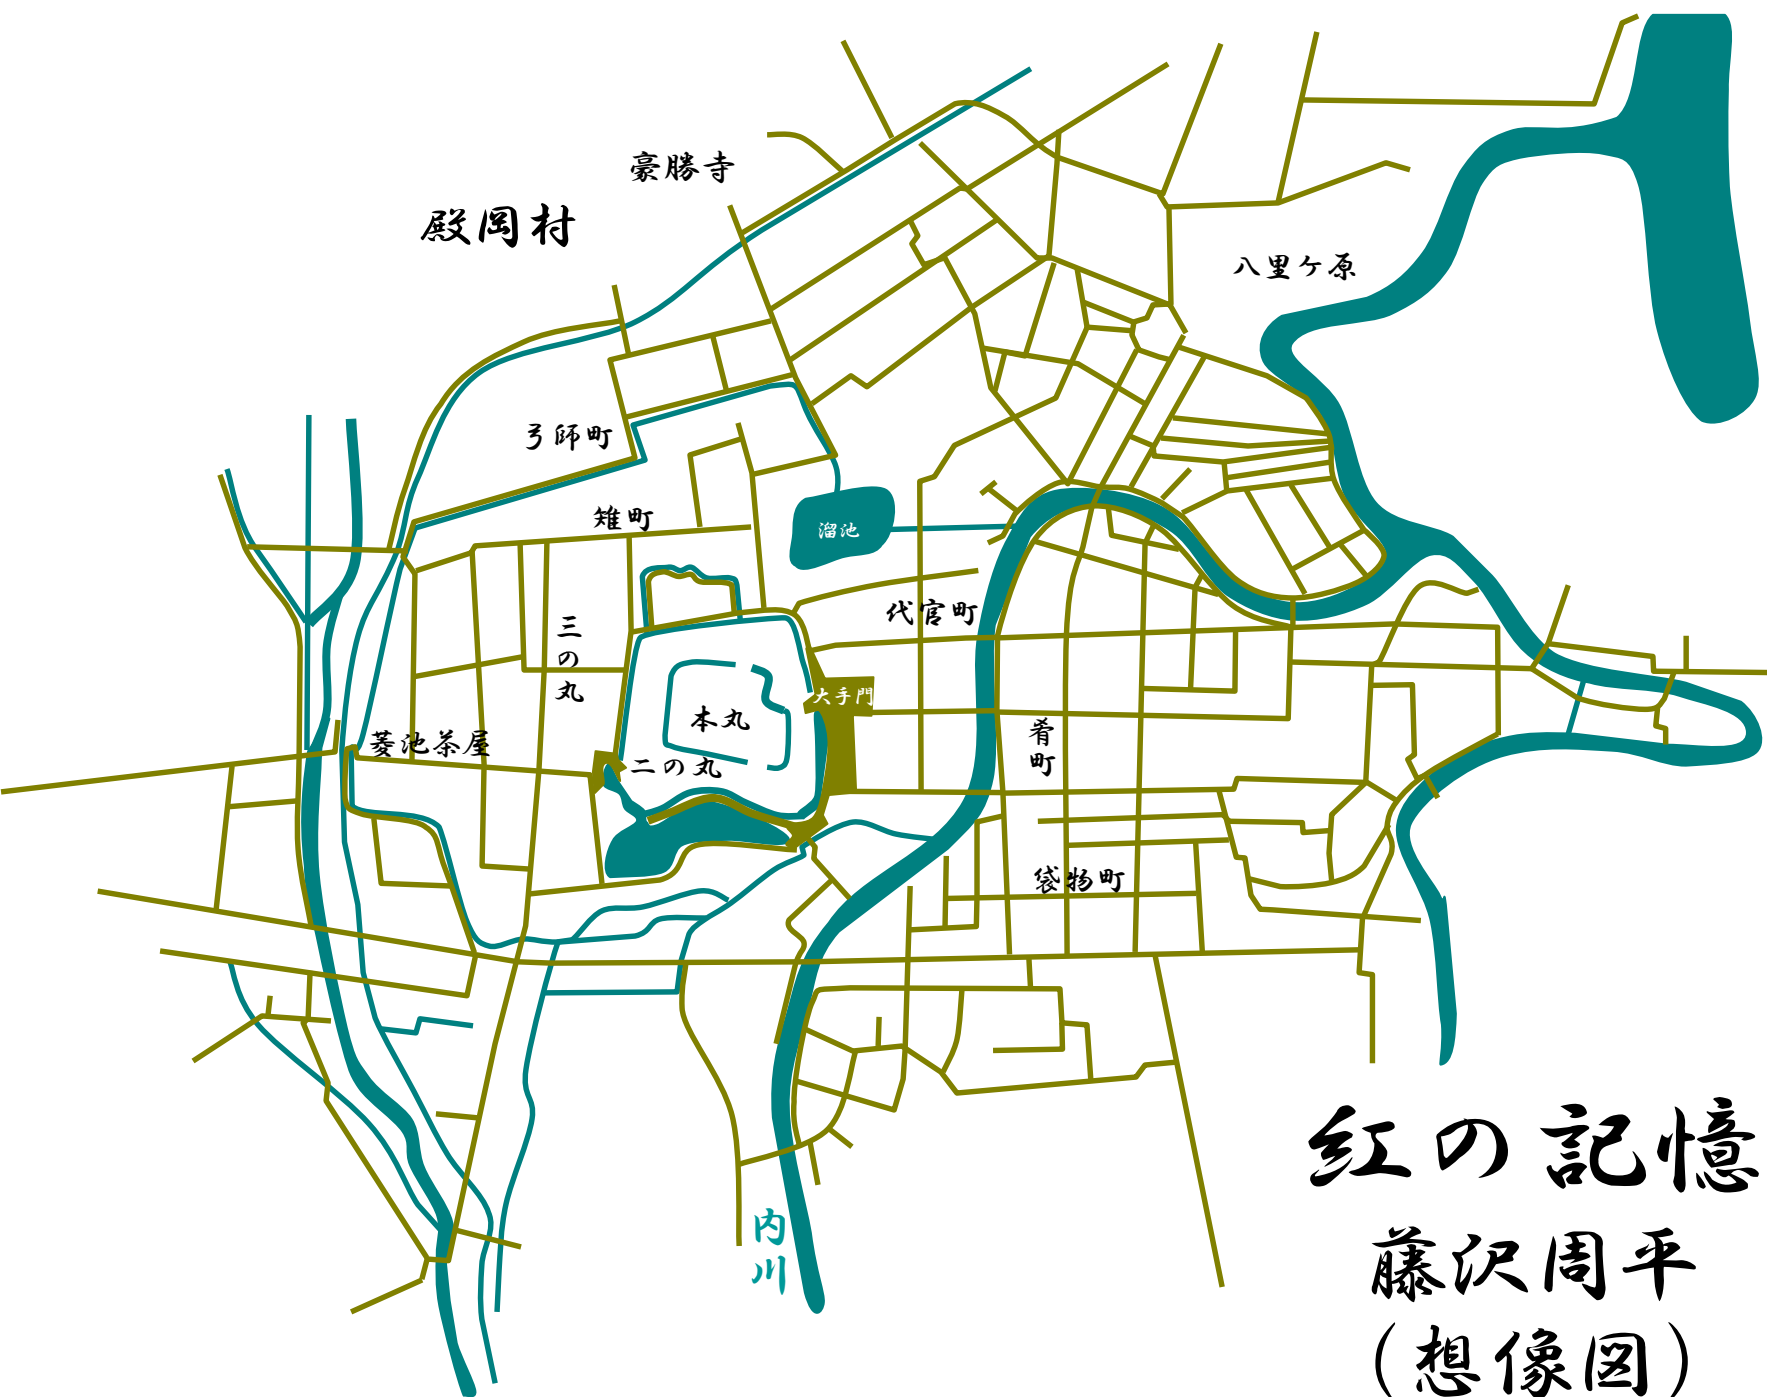 豪勝寺
殿岡村
八里ケ原
弓師町
雉町
溜池
代官町
三の丸
大手門
本丸
肴町
菱池茶屋
二の丸
袋物町
内川
紅の記憶
藤沢周平
(想像図)